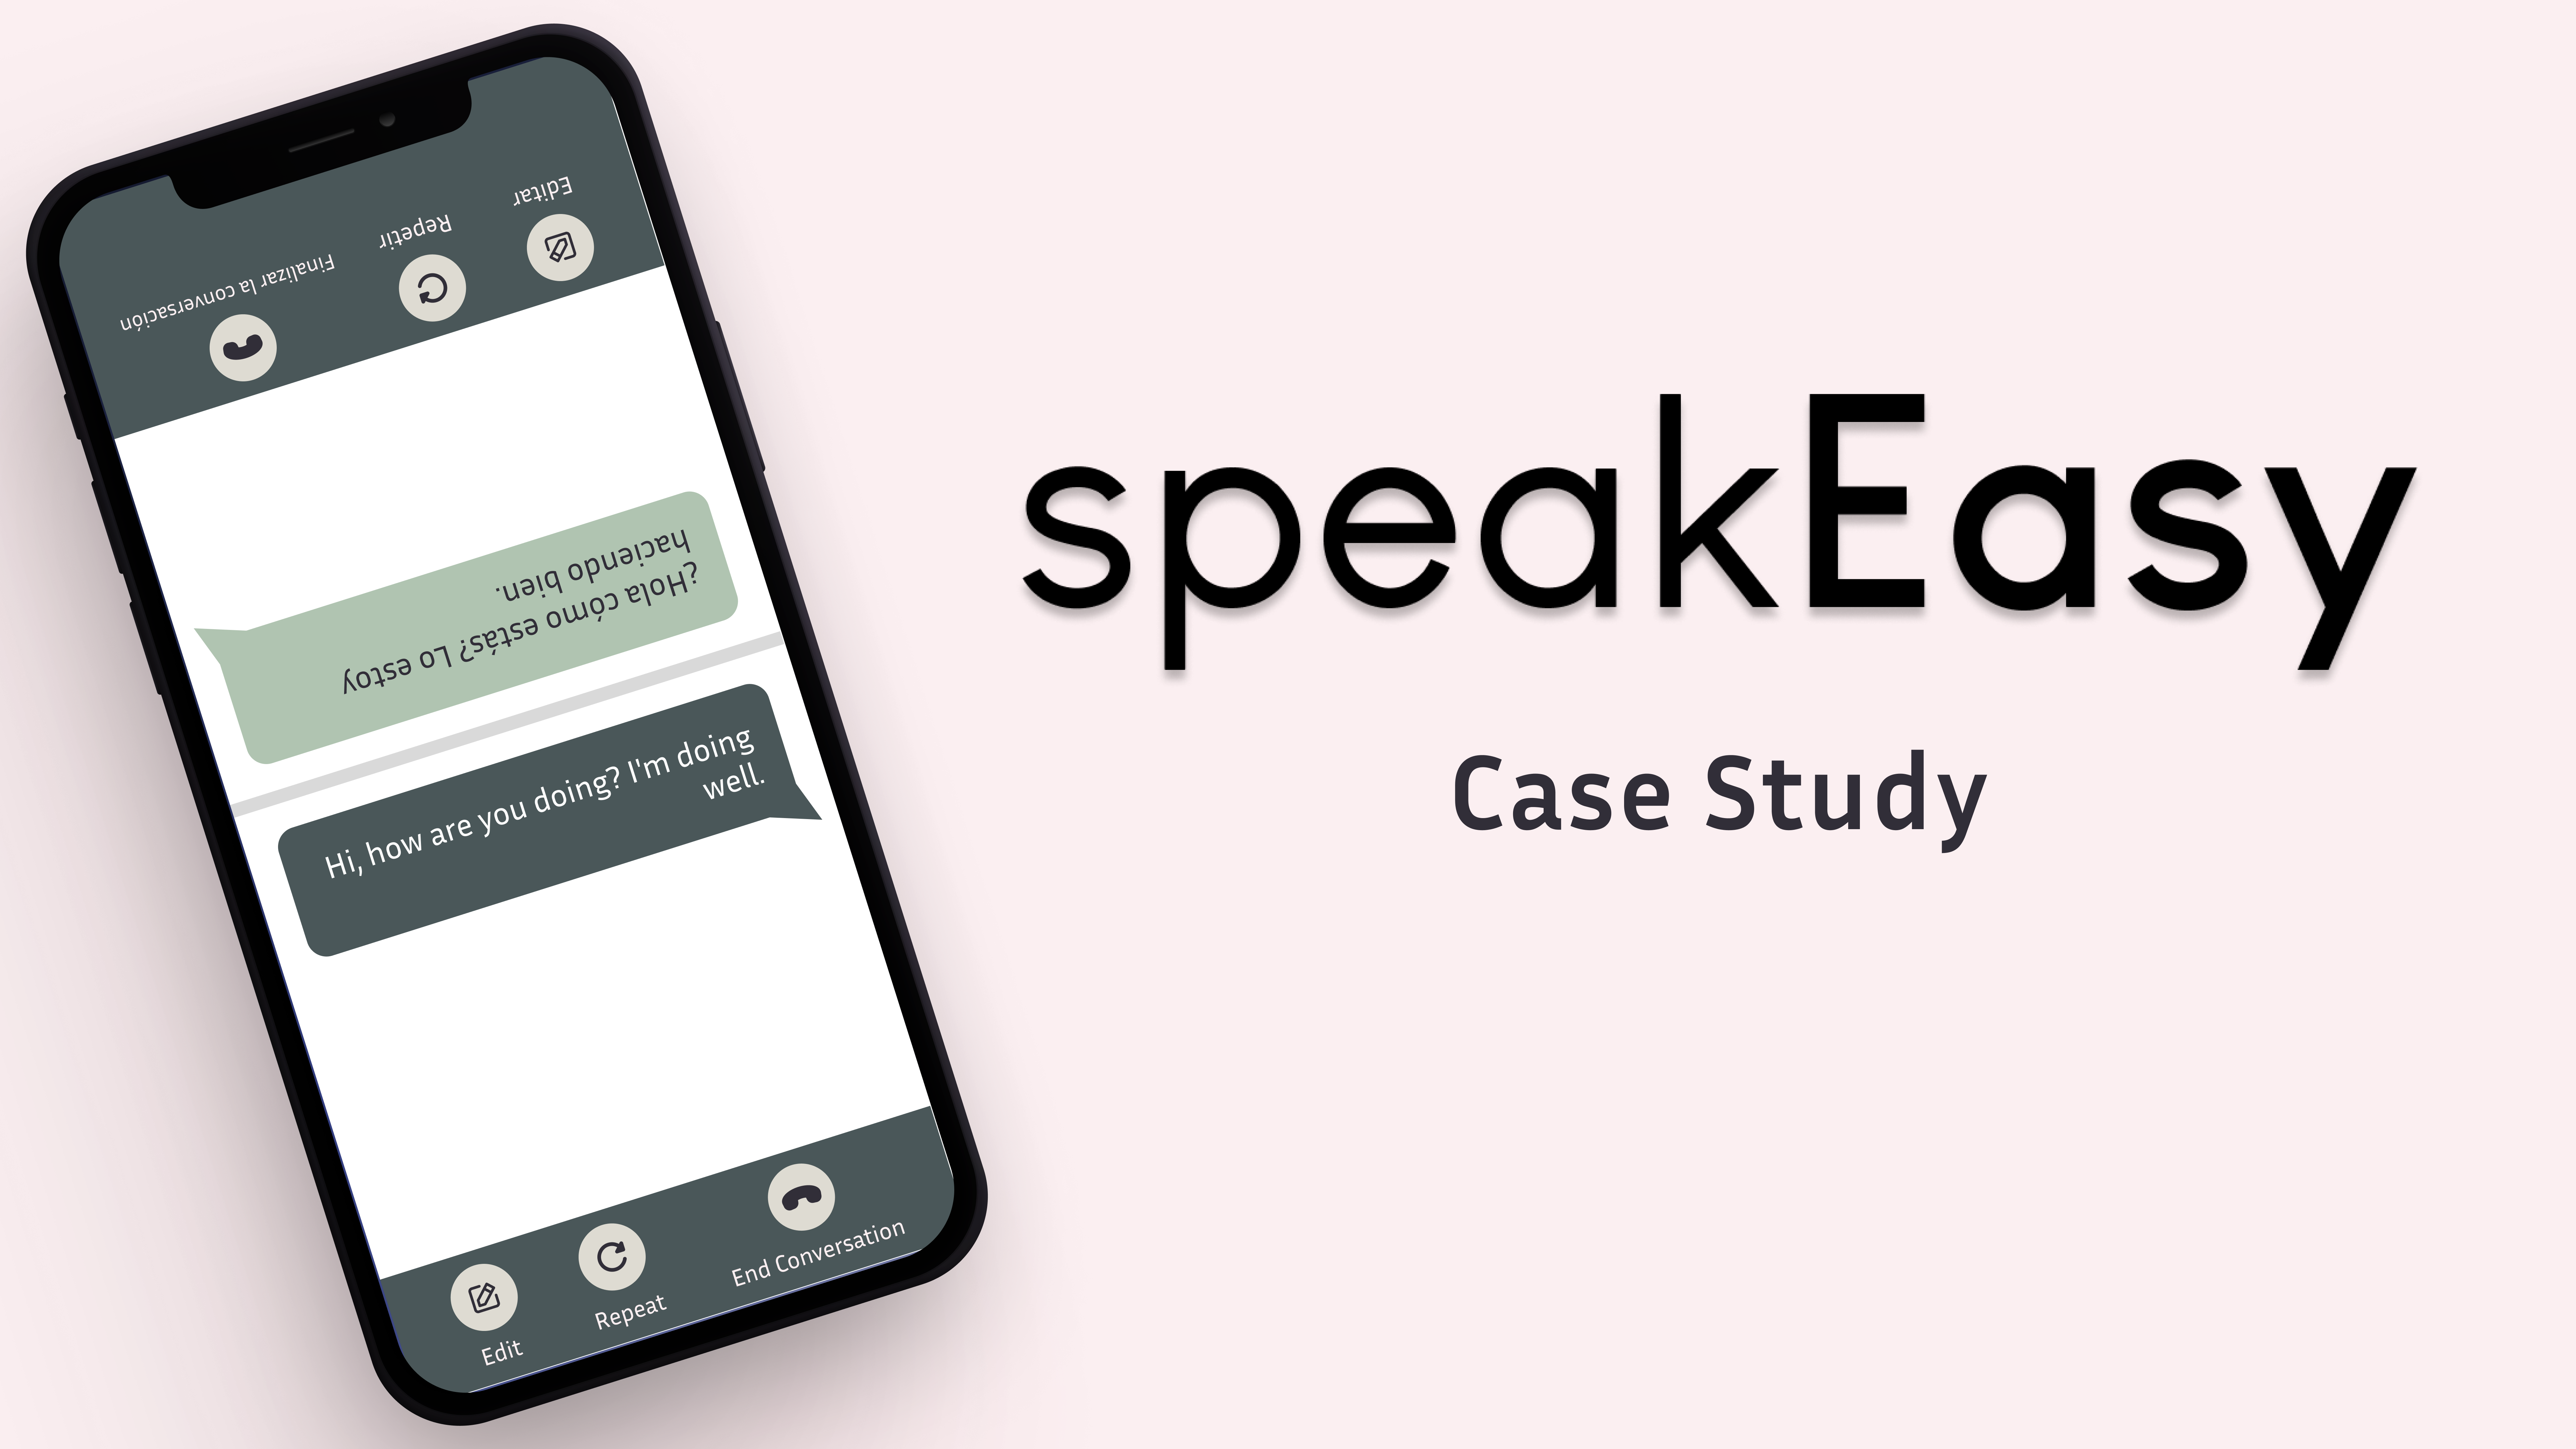 Editar
Repetir
Finalizar la conversación
¿Hola cómo estás? Lo estoy
haciendo bien.
Hi, how are you doing? I'm doing
well.
Edit
Repeat
End Conversation
speakEasy
Case Study